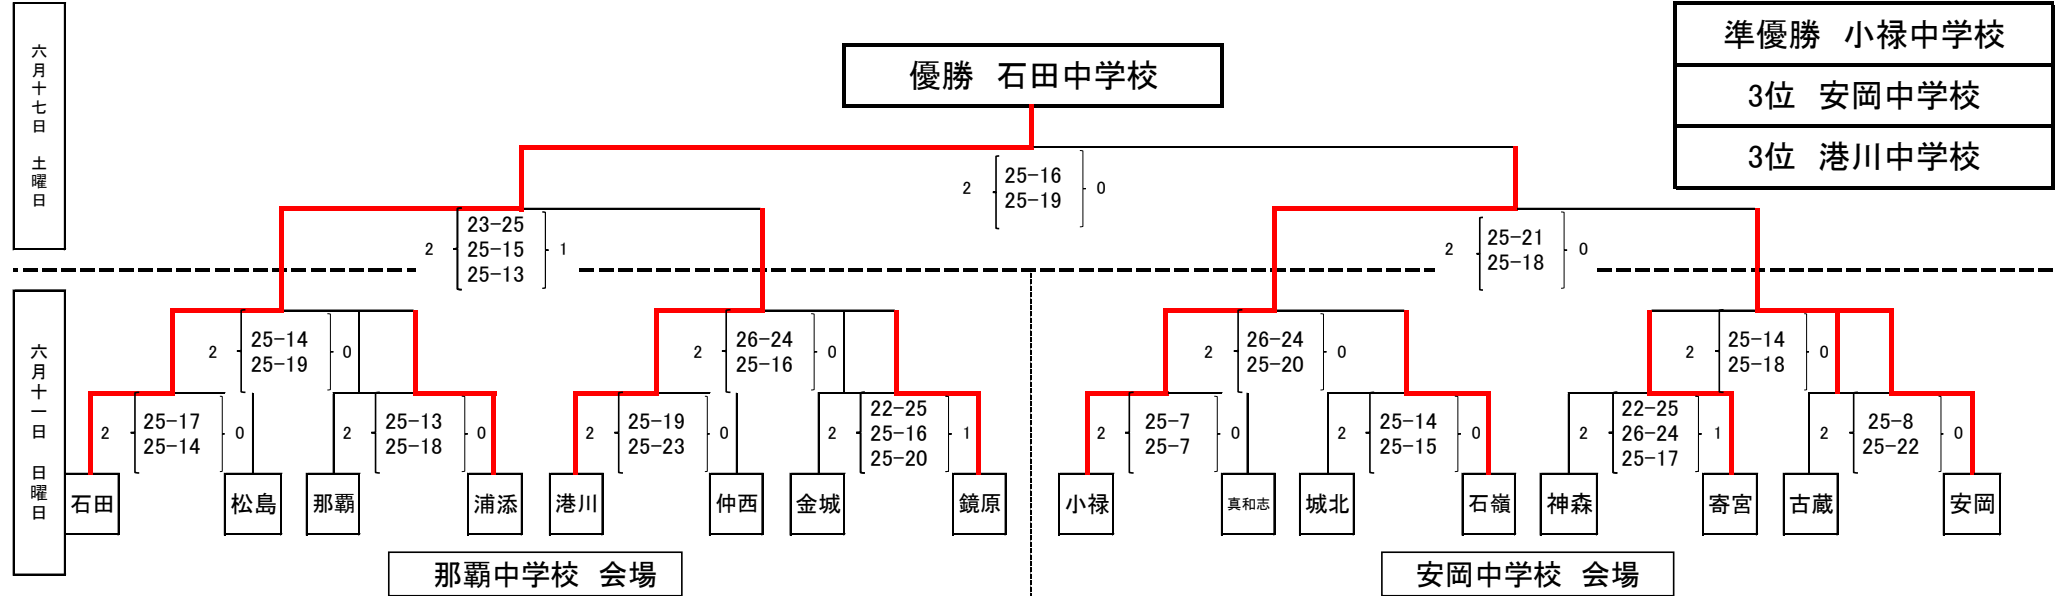 六月十七日 土曜日
優勝 石田中学校
準優勝 小禄中学校
3位 安岡中学校
3位 港川中学校
2 25-16 0
25-19
2 23-25 1
25-15
25-13
2 25-21 0
25-18
六月十一日 日曜日
2 25-14 0
25-19
2 26-24 0
25-16
2 26-24 0
25-20
2 25-14 0
25-18
2 25-17 0
25-14
2 25-13 0
25-18
2 25-19 0
25-23
2 22-25 1
25-16
25-20
2 25-7 0
25-7
2 25-14 0
25-15
2 22-25 1
26-24
25-17
2 25-8 0
25-22
石田 松島 那覇 浦添 港川 仲西 金城 鏡原 小禄 真和志 城北 石嶺 神森 寄宮 古蔵 安岡
那覇中学校 会場
安岡中学校 会場